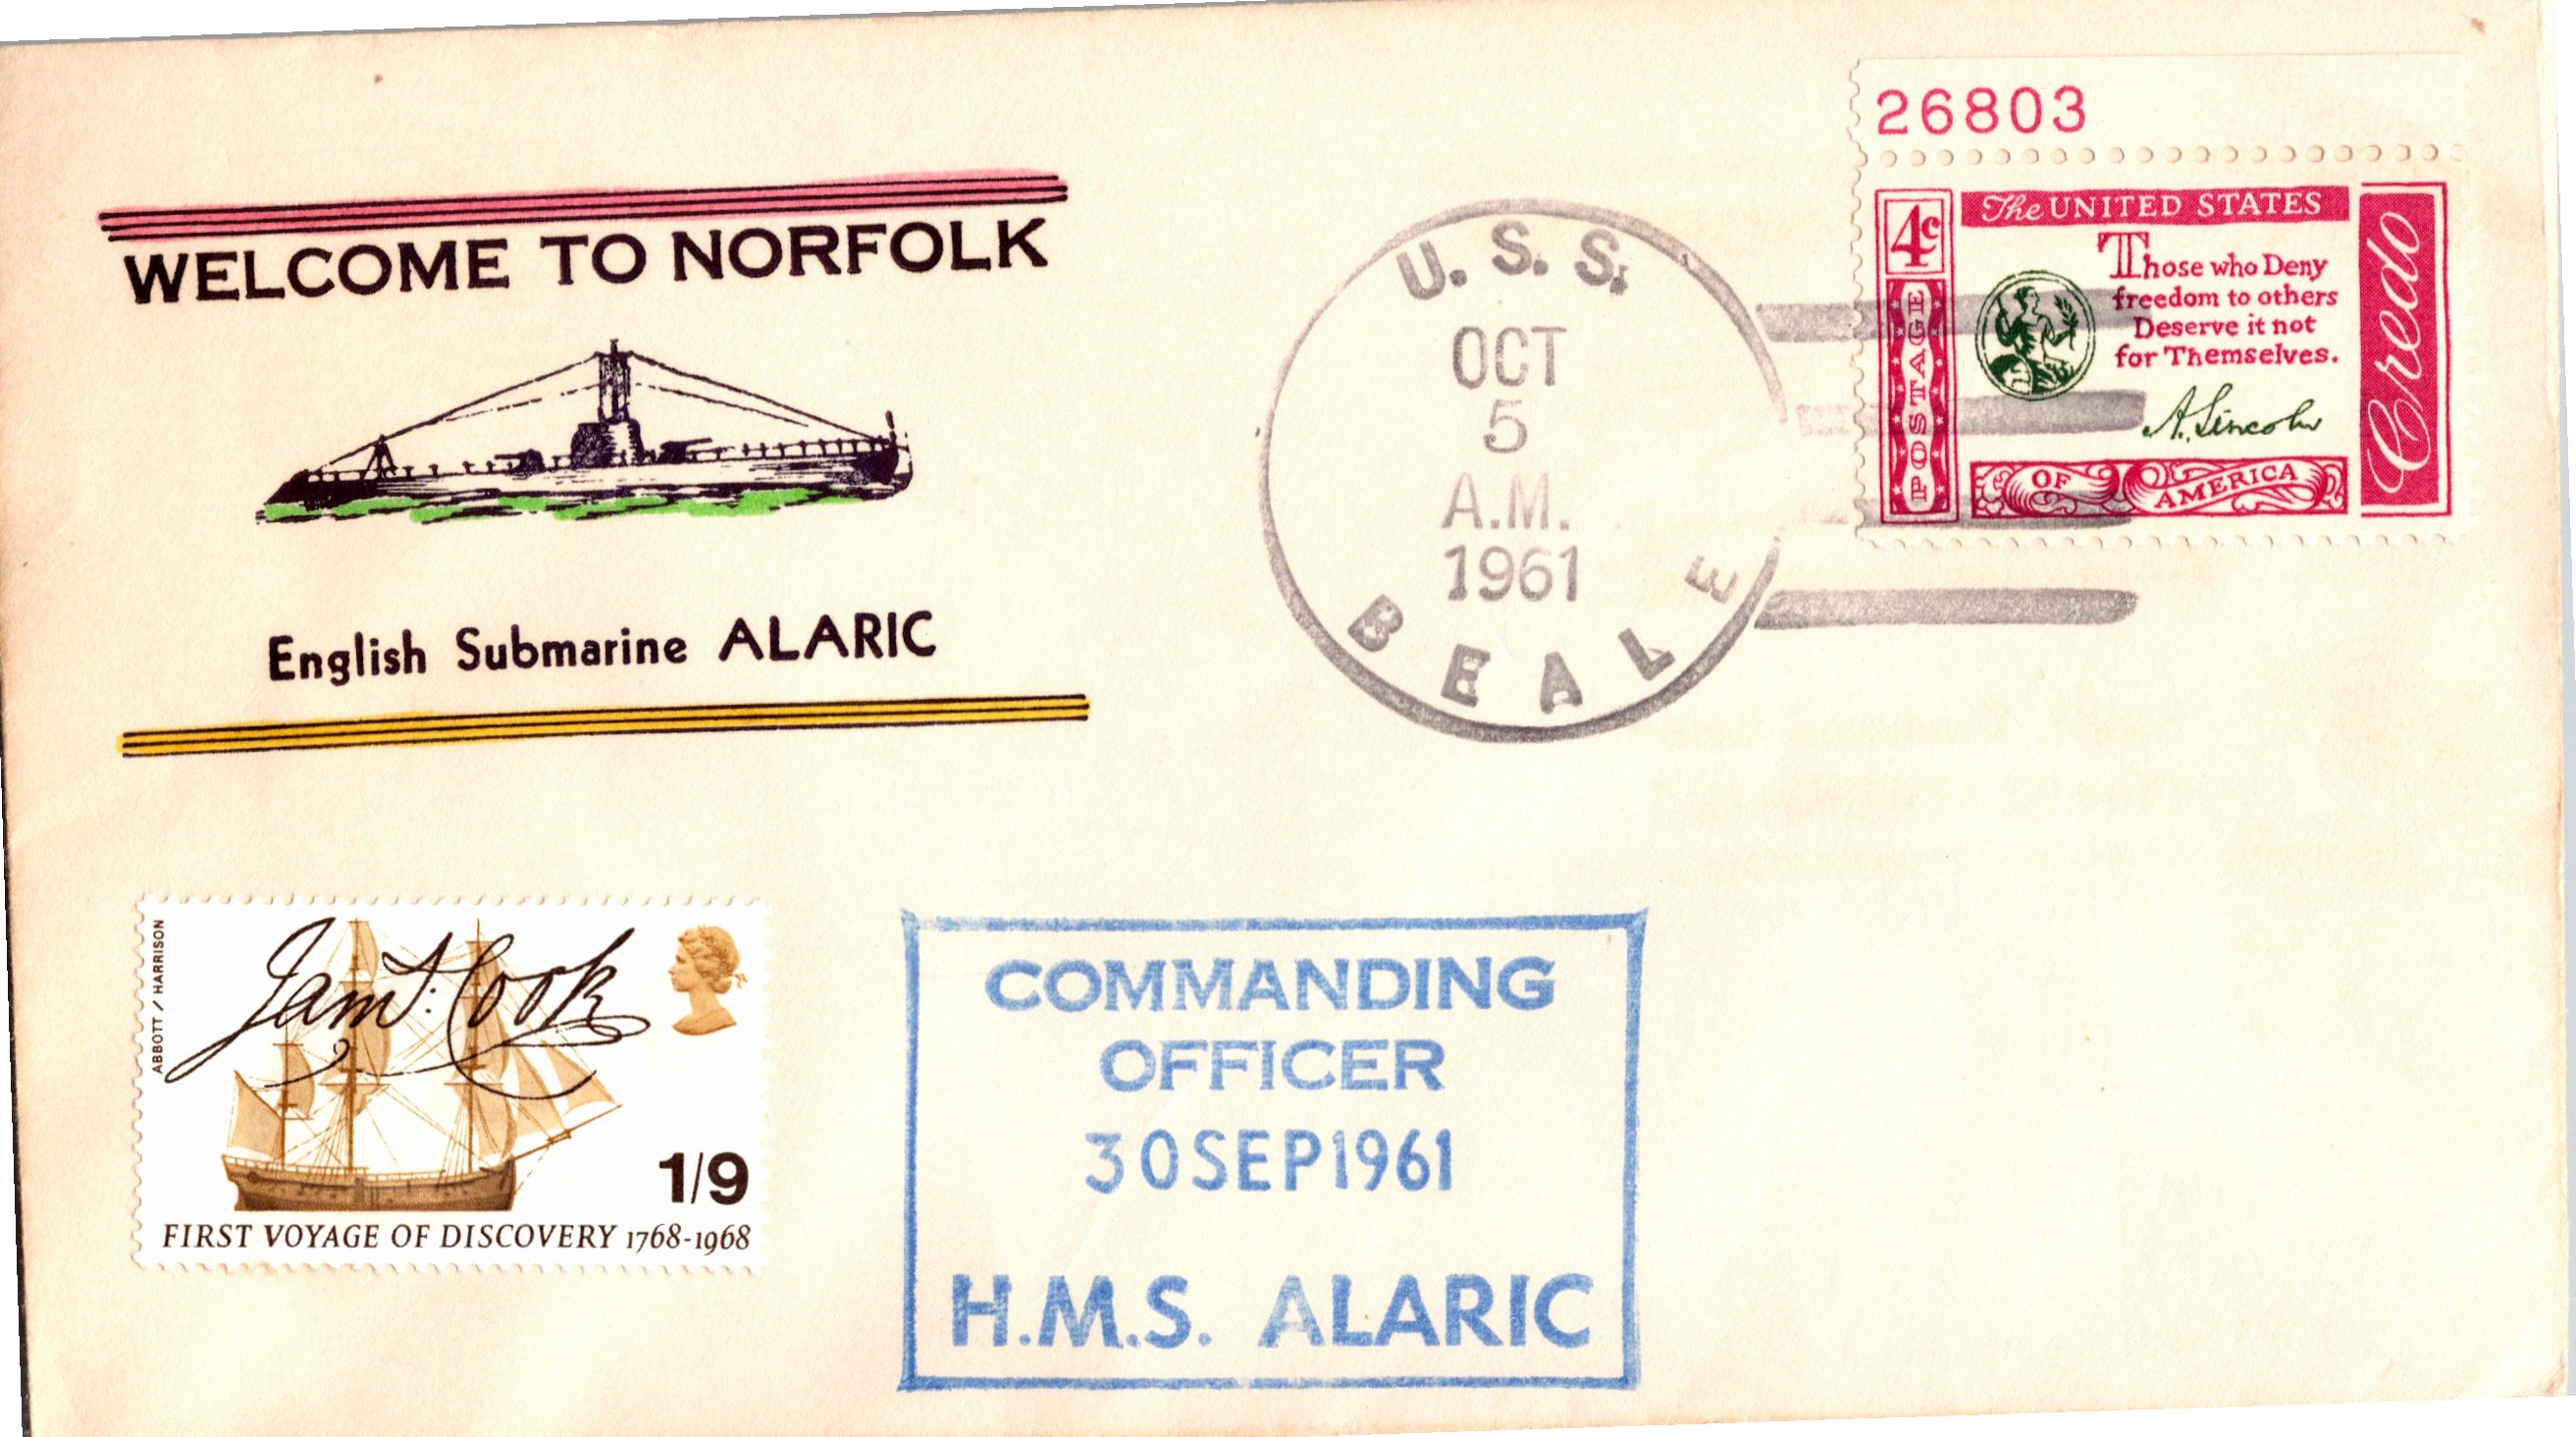 WELCOME TO NORFOLK
English Submarine ALARIC
U. S. S.
OCT
5
A.M.
1961
BEALE
26803
4c
POSTAGE
The UNITED STATES
Those who Deny
freedom to others
Deserve it not
for Themselves.
A. Lincoln
OF AMERICA
Credo
ABBOTT / HARRISON
Jam.s: Cook
1/9
FIRST VOYAGE OF DISCOVERY 1768-1968
COMMANDING
OFFICER
30SEP1961
H.M.S. ALARIC